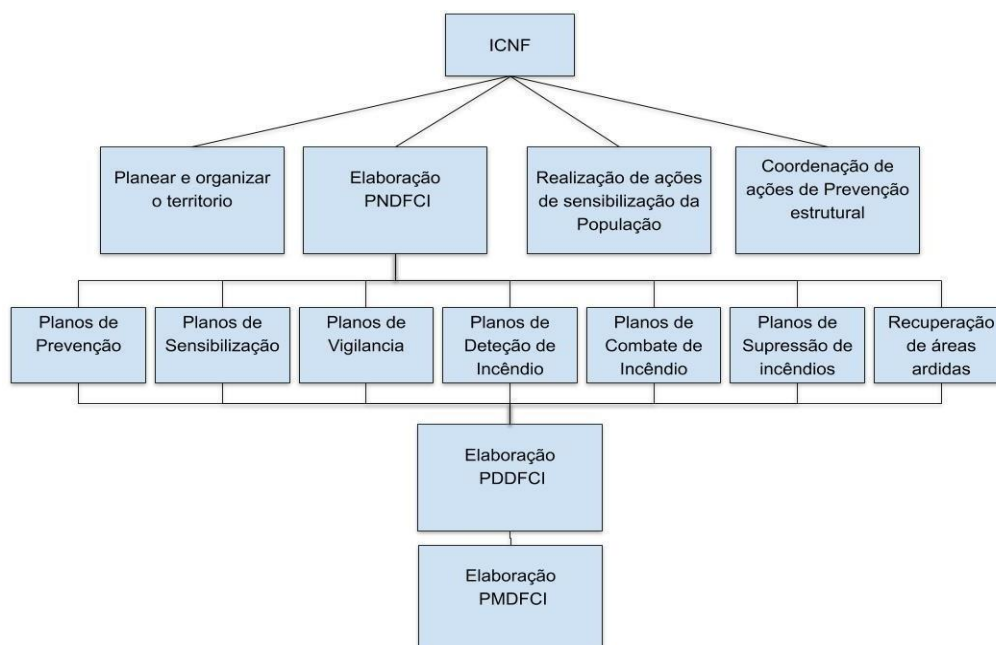 ICNF
Planear e organizar
o territorio
Elaboração
PNDFCI
Realização de ações
de sensibilização da
População
Coordenação de
ações de Prevenção
estrutural
Planos de
Prevenção
Planos de
Sensibilização
Planos de
Vigilancia
Planos de
Deteção de
Incêndio
Planos de
Combate de
Incêndio
Planos de
Supressão de
incêndios
Recuperação
de áreas
ardidas
Elaboração
PDDFCI
Elaboração
PMDFCI